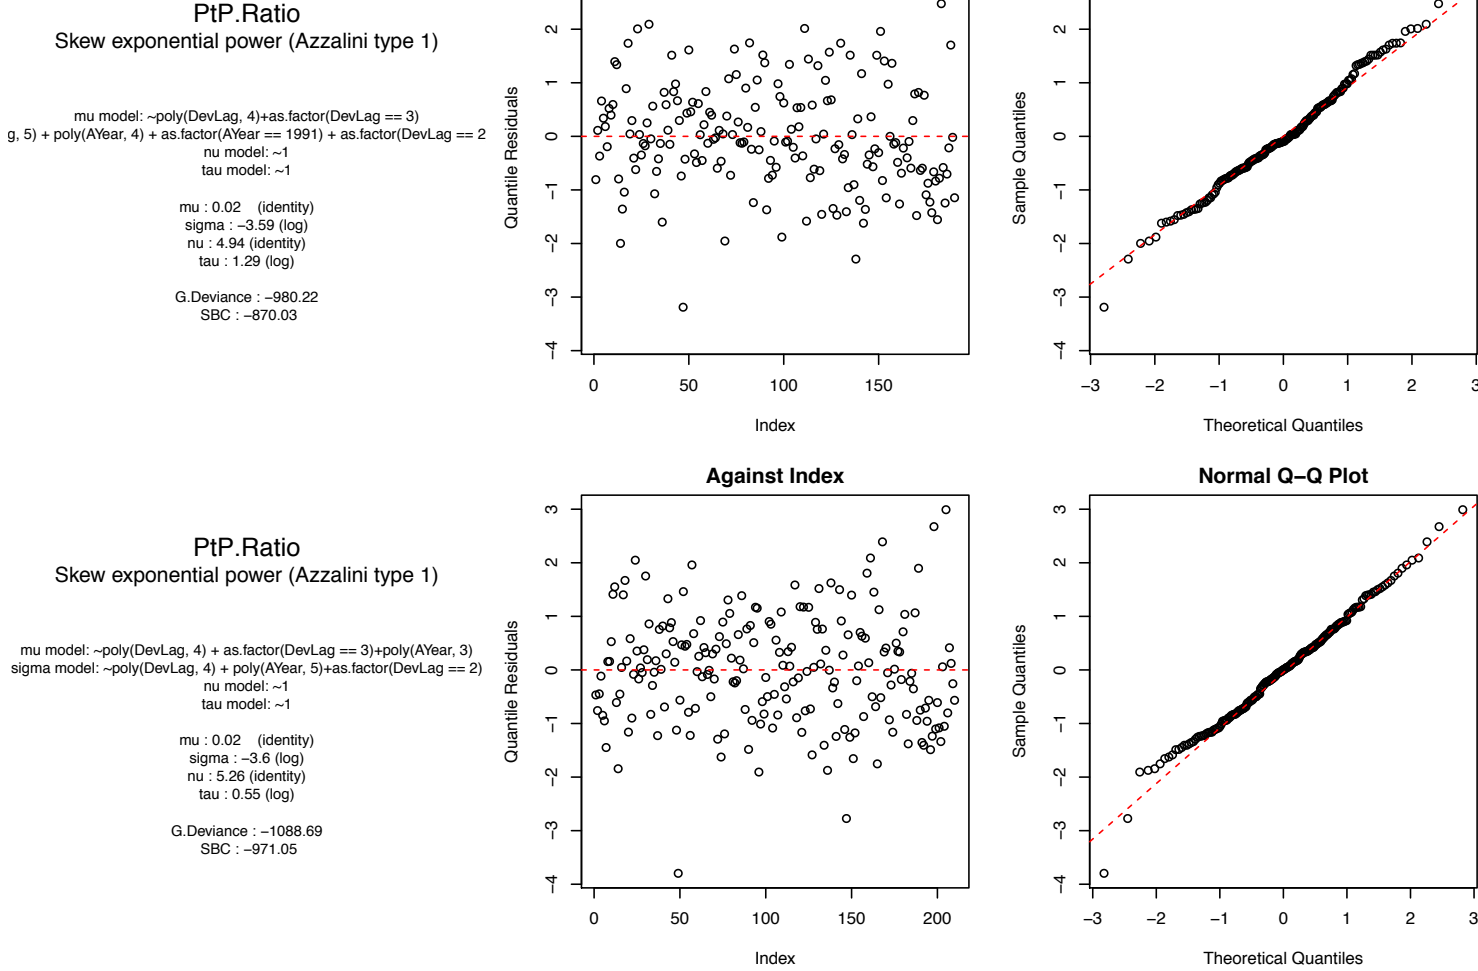 PtP.Ratio
Skew exponential power (Azzalini type 1)
mu model: ~poly(DevLag, 4)+as.factor(DevLag == 3)
g, 5) + poly(AYear, 4) + as.factor(AYear == 1991) + as.factor(DevLag == 2
nu model: ~1
tau model: ~1
mu : 0.02 (identity)
sigma : −3.59 (log)
nu : 4.94 (identity)
tau : 1.29 (log)
G.Deviance : −980.22
SBC : −870.03
Quantile Residuals
2
1
0
−1
−2
−3
−4
0 50 100 150
Index
Sample Quantiles
2
1
0
−1
−2
−3
−4
−3 −2 −1 0 1 2 3
Theoretical Quantiles
PtP.Ratio
Skew exponential power (Azzalini type 1)
mu model: ~poly(DevLag, 4) + as.factor(DevLag == 3)+poly(AYear, 3)
sigma model: ~poly(DevLag, 4) + poly(AYear, 5)+as.factor(DevLag == 2)
nu model: ~1
tau model: ~1
mu : 0.02 (identity)
sigma : −3.6 (log)
nu : 5.26 (identity)
tau : 0.55 (log)
G.Deviance : −1088.69
SBC : −971.05
Against Index
Quantile Residuals
3
2
1
0
−1
−2
−3
−4
0 50 100 150 200
Index
Normal Q−Q Plot
Sample Quantiles
3
2
1
0
−1
−2
−3
−4
−3 −2 −1 0 1 2 3
Theoretical Quantiles